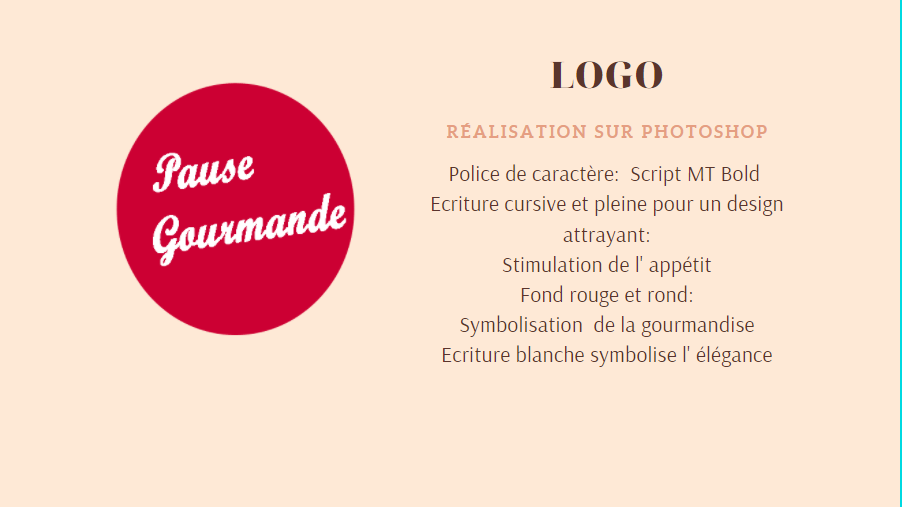 Pause
Gourmande
LOGO
RÉALISATION SUR PHOTOSHOP
Police de caractère:  Script MT Bold
Ecriture cursive et pleine pour un design
attrayant:
Stimulation de l' appétit
Fond rouge et rond:
Symbolisation  de la gourmandise
Ecriture blanche symbolise l' élégance